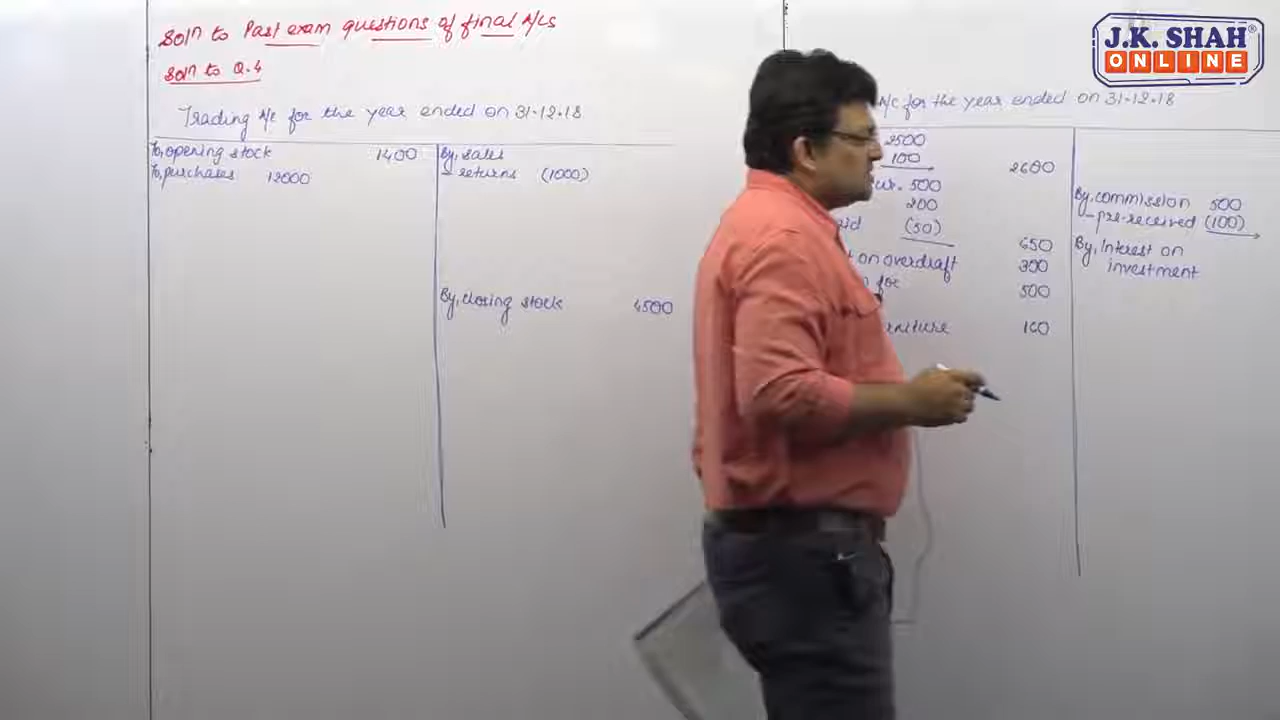 Soln to Past exam questions of final A/cs
Soln to Q.4
Trading A/c for the year ended on 31-12-18
To, opening stock 1400
To, purchases 12000
By, sales
- returns (1000)
By, closing stock 4500
A/c for the year ended on 31-12-18
2500
100
2600
500
200
(50)
650
on overdraft 300
for 500
100
By, commission 500
- pre-received (100)
By, Interest on
investment
J.K. SHAH®
ONLINE